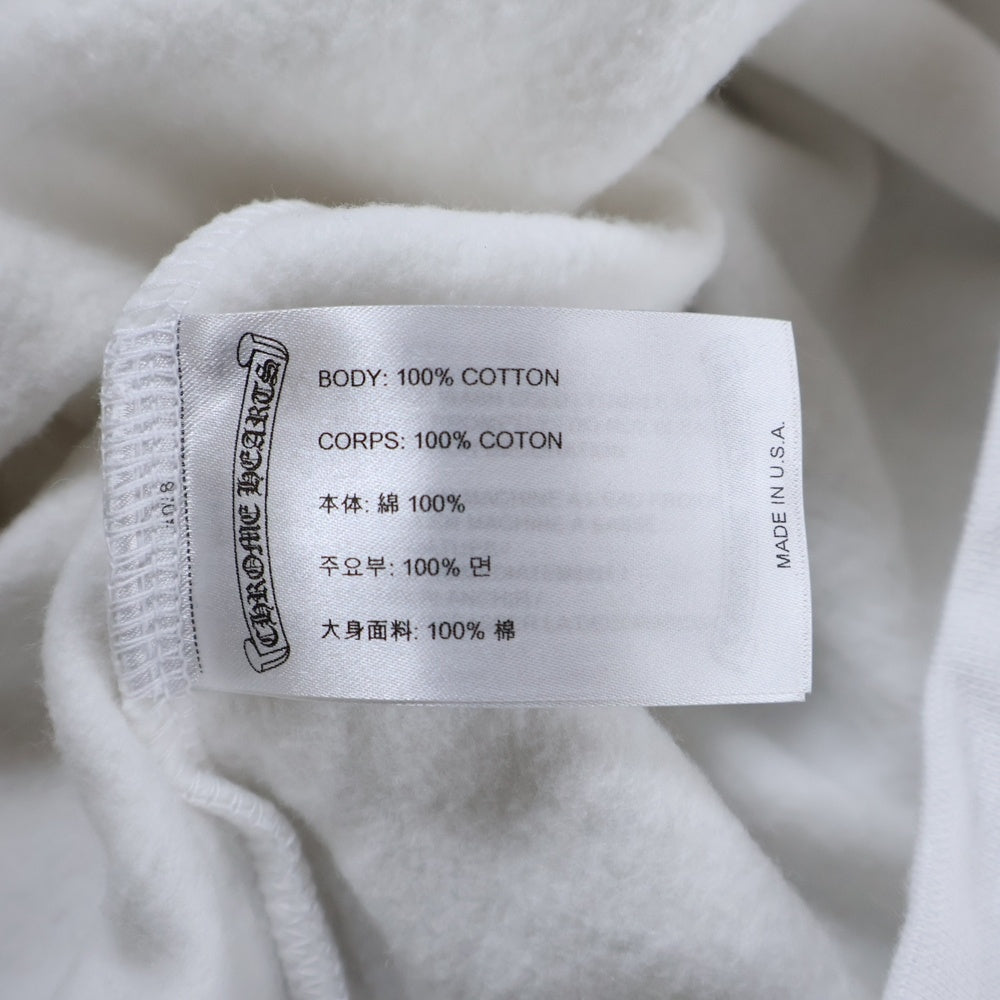 CHROME HEARTS
BODY: 100% COTTON
CORPS: 100% COTON
本体: 綿 100%
주요부: 100% 면
大身面料: 100% 棉
MADE IN U.S.A.